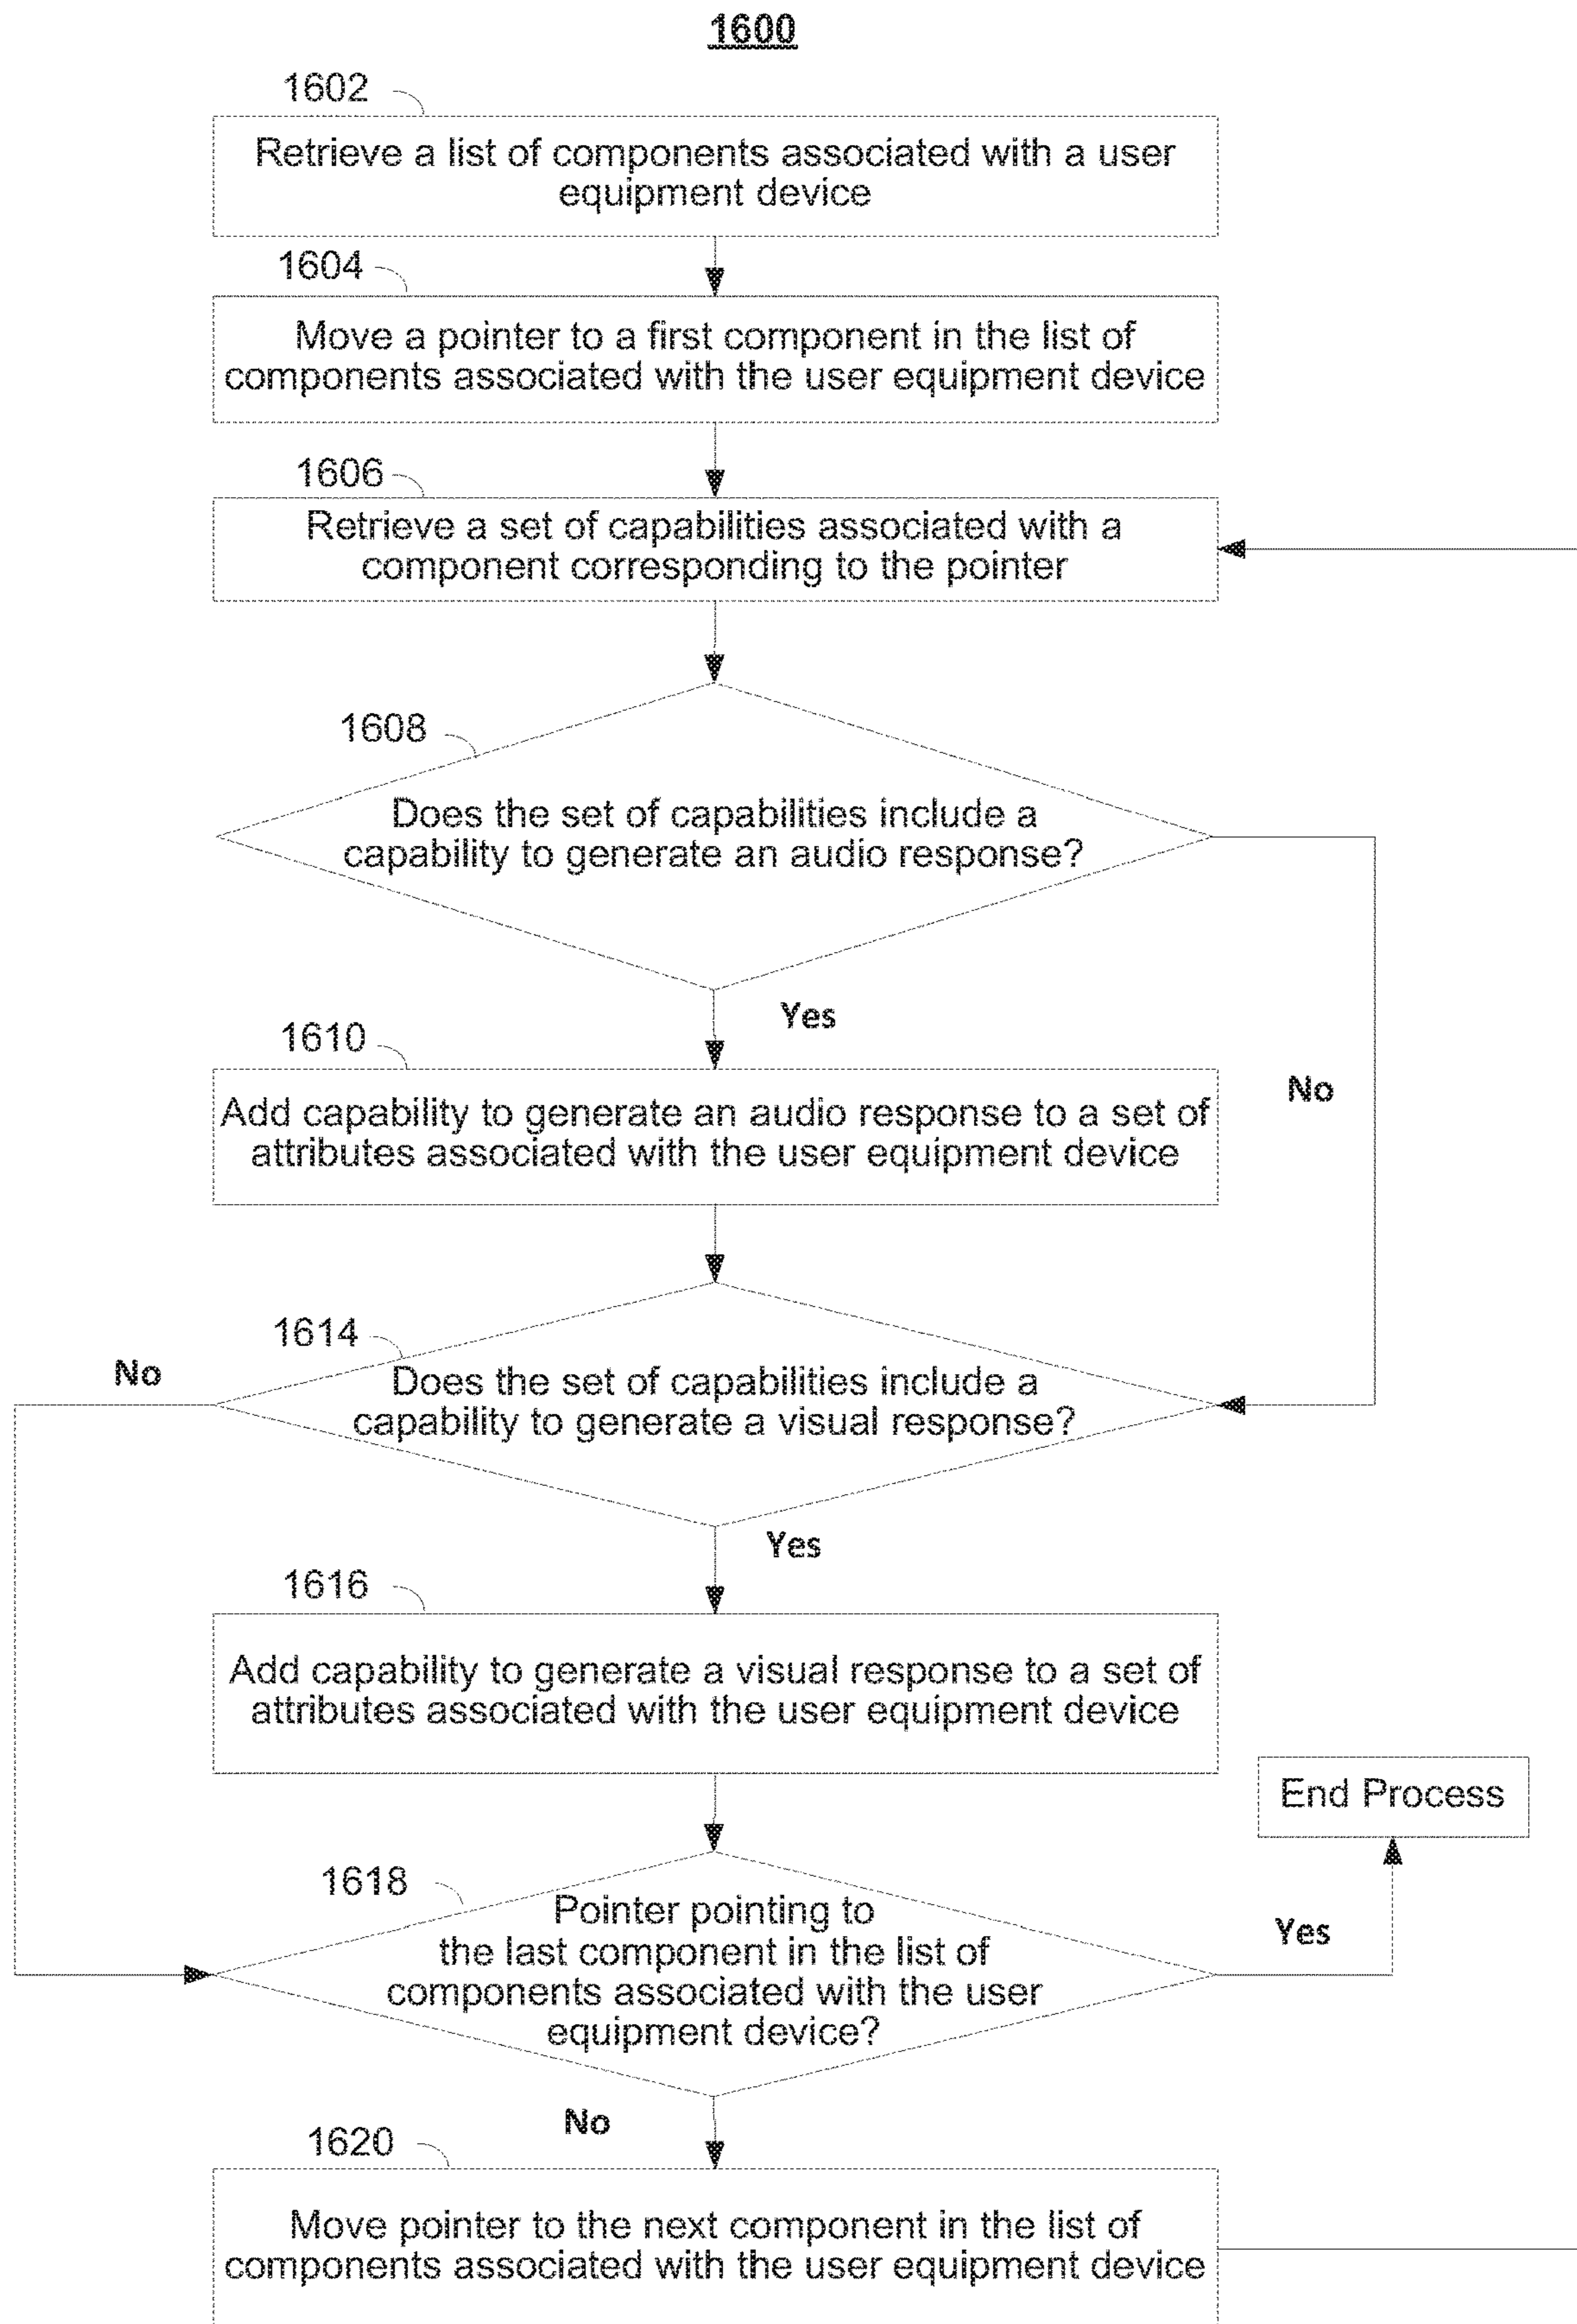 1600
1602
Retrieve a list of components associated with a user
equipment device
1604
Move a pointer to a first component in the list of
components associated with the user equipment device
1606
Retrieve a set of capabilities associated with a
component corresponding to the pointer
1608
Does the set of capabilities include a
capability to generate an audio response?
Yes
No
1610
Add capability to generate an audio response to a set of
attributes associated with the user equipment device
1614
No
Does the set of capabilities include a
capability to generate a visual response?
Yes
1616
Add capability to generate a visual response to a set of
attributes associated with the user equipment device
End Process
1618
Pointer pointing to
the last component in the list of
components associated with the user
equipment device?
Yes
No
1620
Move pointer to the next component in the list of
components associated with the user equipment device